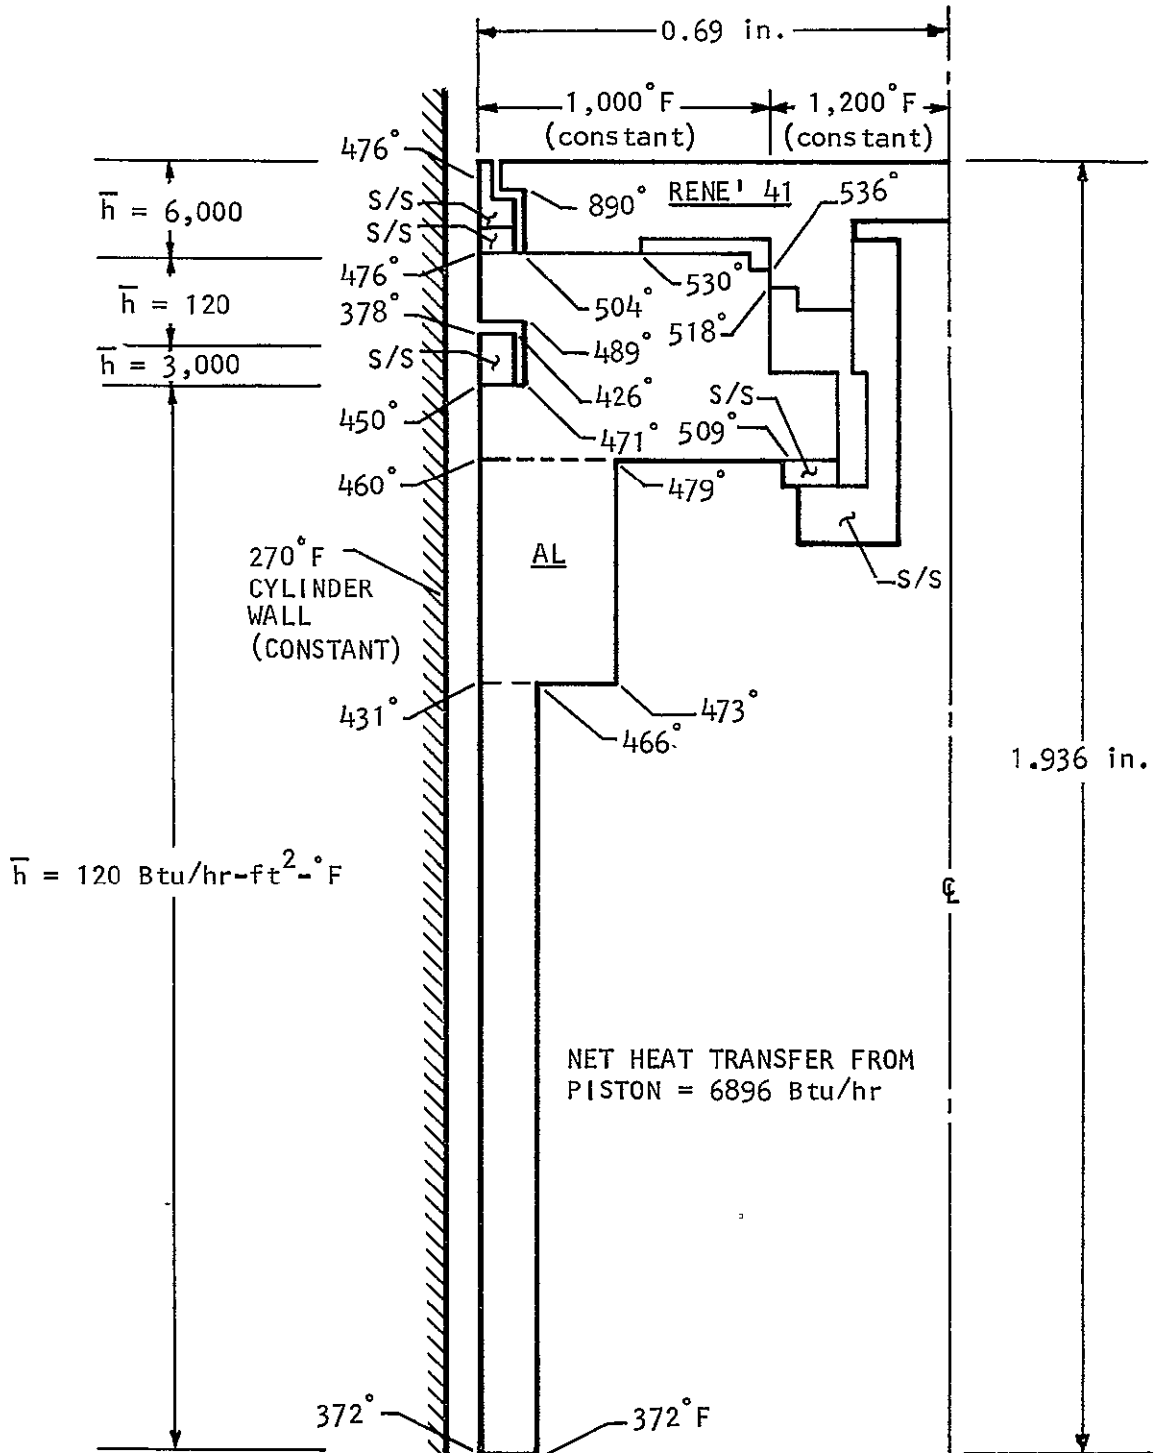 0.69 in.
1,000°F
(constant)
1,200°F
(constant)
476°
h̅ = 6,000
S/S
S/S
890°
RENE' 41
536°
476°
h̅ = 120
378°
530°
504°
518°
489°
h̅ = 3,000
S/S
426°
S/S
450°
471°
509°
460°
479°
S/S
270°F
CYLINDER
WALL
(CONSTANT)
AL
S/S
431°
473°
466°
1.936 in.
h̅ = 120 Btu/hr-ft²-°F
℄
NET HEAT TRANSFER FROM
PISTON = 6896 Btu/hr
372°
372°F